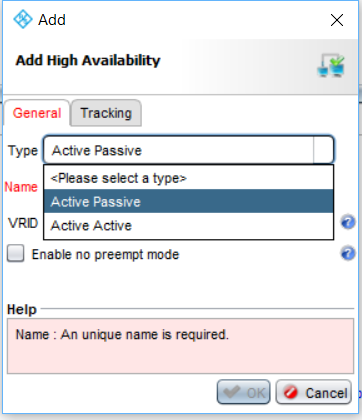 Add
Add High Availability
General
Tracking
Type
Active Passive
<Please select a type>
Name
Active Passive
VRID
Active Active
Enable no preempt mode
Help
Name : An unique name is required.
OK
Cancel